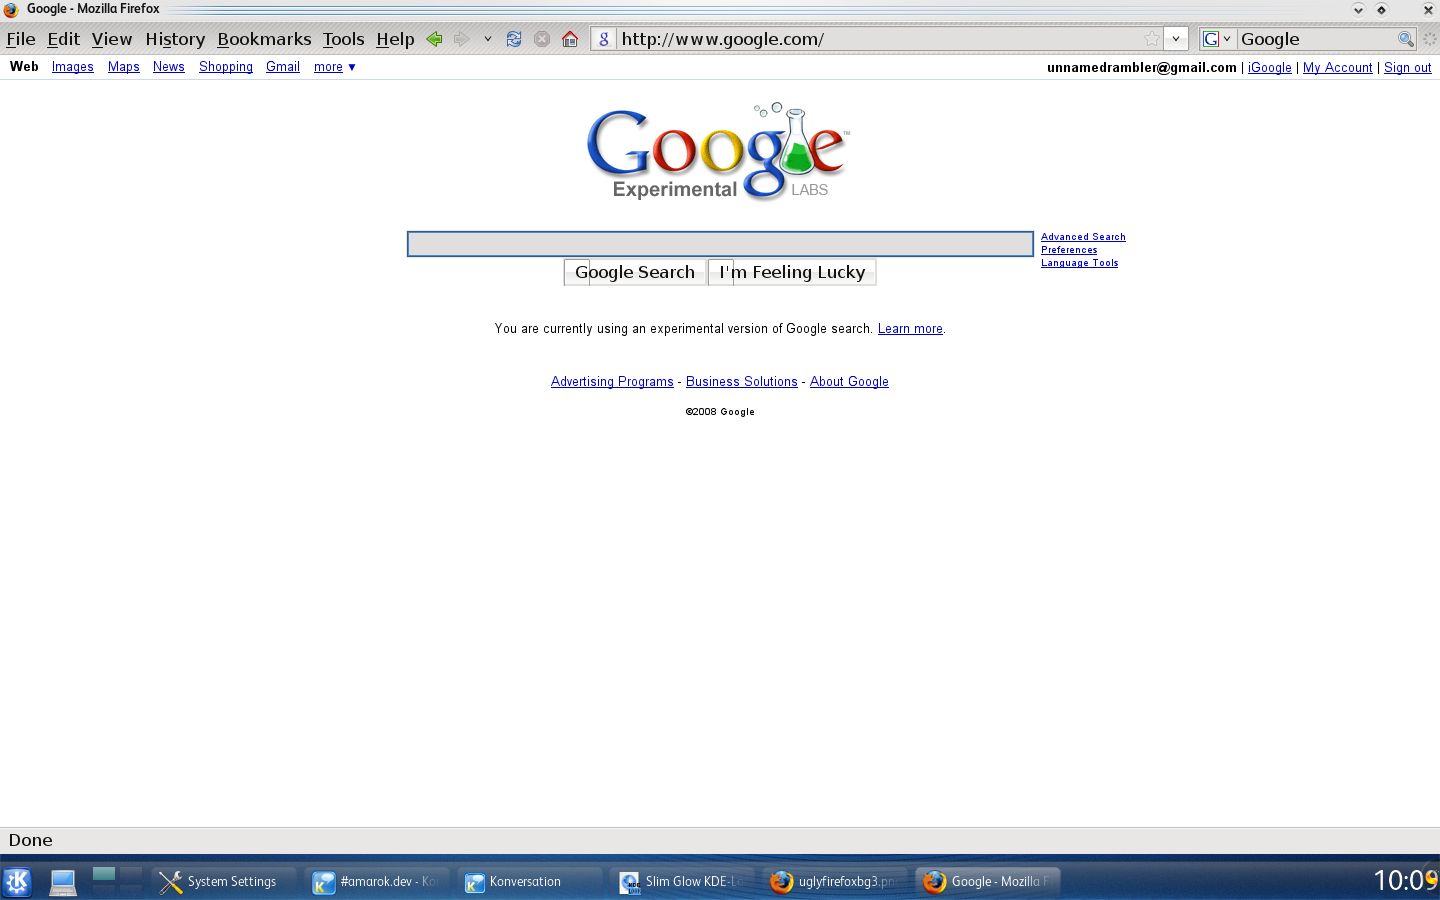 Google - Mozilla Firefox
File Edit View History Bookmarks Tools Help g http://www.google.com/ G Google
Web Images Maps News Shopping Gmail more ▼ unnamedrambler@gmail.com | iGoogle | My Account | Sign out
Google™
Experimental LABS
Advanced Search
Preferences
Language Tools
Google Search I'm Feeling Lucky
You are currently using an experimental version of Google search. Learn more.
Advertising Programs - Business Solutions - About Google
©2008 Google
Done
System Settings #amarok.dev - Ko Konversation Slim Glow KDE-Lo uglyfirefoxbg3.pn Google - Mozilla Fi 10:09